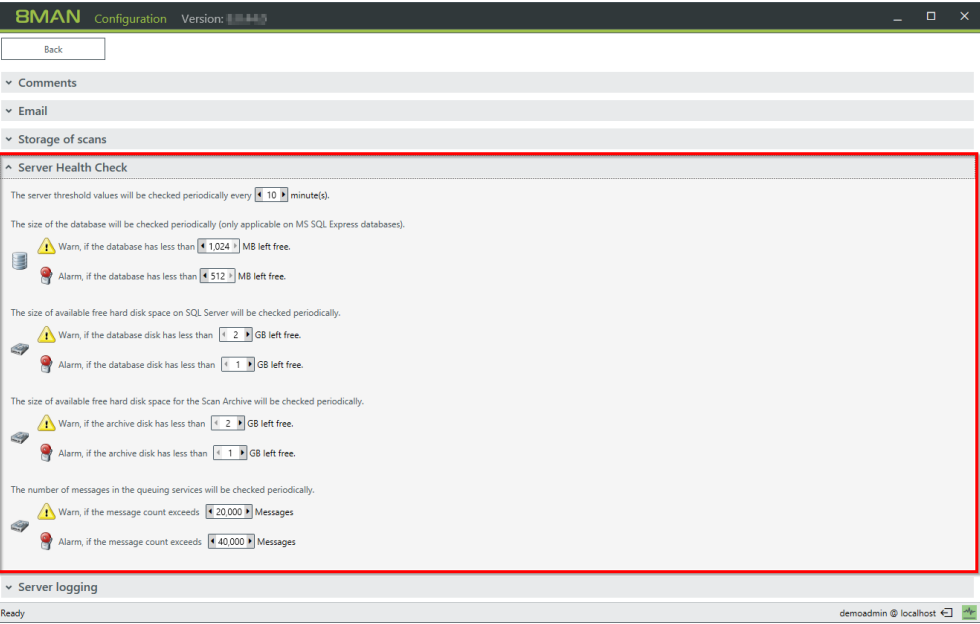 8MAN Configuration Version:
Back
Comments
Email
Storage of scans
Server Health Check
The server threshold values will be checked periodically every 10 minute(s).
The size of the database will be checked periodically (only applicable on MS SQL Express databases).
Warn, if the database has less than 1,024 MB left free.
Alarm, if the database has less than 512 MB left free.
The size of available free hard disk space on SQL Server will be checked periodically.
Warn, if the database disk has less than 2 GB left free.
Alarm, if the database disk has less than 1 GB left free.
The size of available free hard disk space for the Scan Archive will be checked periodically.
Warn, if the archive disk has less than 2 GB left free.
Alarm, if the archive disk has less than 1 GB left free.
The number of messages in the queuing services will be checked periodically.
Warn, if the message count exceeds 20,000 Messages
Alarm, if the message count exceeds 40,000 Messages
Server logging
Ready demoadmin @ localhost